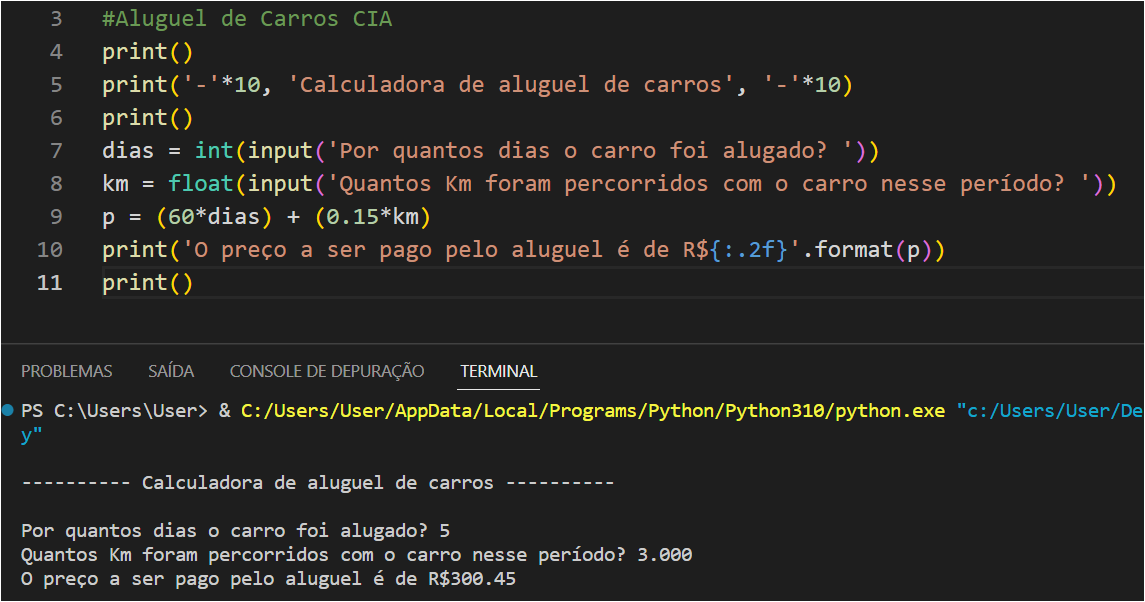 3 #Aluguel de Carros CIA
4 print()
5 print('-'*10, 'Calculadora de aluguel de carros', '-'*10)
6 print()
7 dias = int(input('Por quantos dias o carro foi alugado? '))
8 km = float(input('Quantos Km foram percorridos com o carro nesse período? '))
9 p = (60*dias) + (0.15*km)
10 print('O preço a ser pago pelo aluguel é de R${:.2f}'.format(p))
11 print()
PROBLEMAS SAÍDA CONSOLE DE DEPURAÇÃO TERMINAL
PS C:\Users\User> & C:/Users/User/AppData/Local/Programs/Python/Python310/python.exe "c:/Users/User/De
y"
---------- Calculadora de aluguel de carros ----------
Por quantos dias o carro foi alugado? 5
Quantos Km foram percorridos com o carro nesse período? 3.000
O preço a ser pago pelo aluguel é de R$300.45